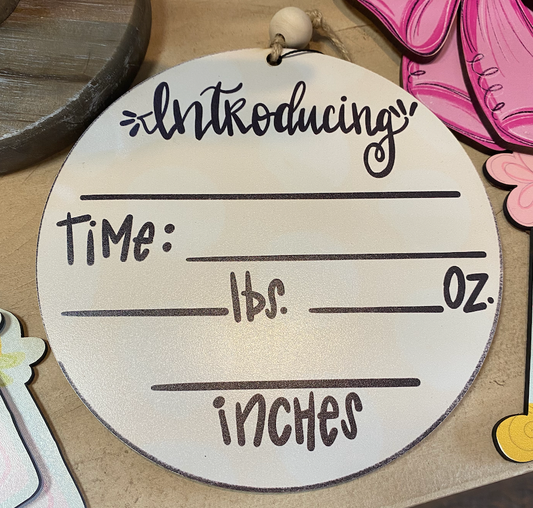 Introducing
TiMe:
lbs. OZ.
iNCHes